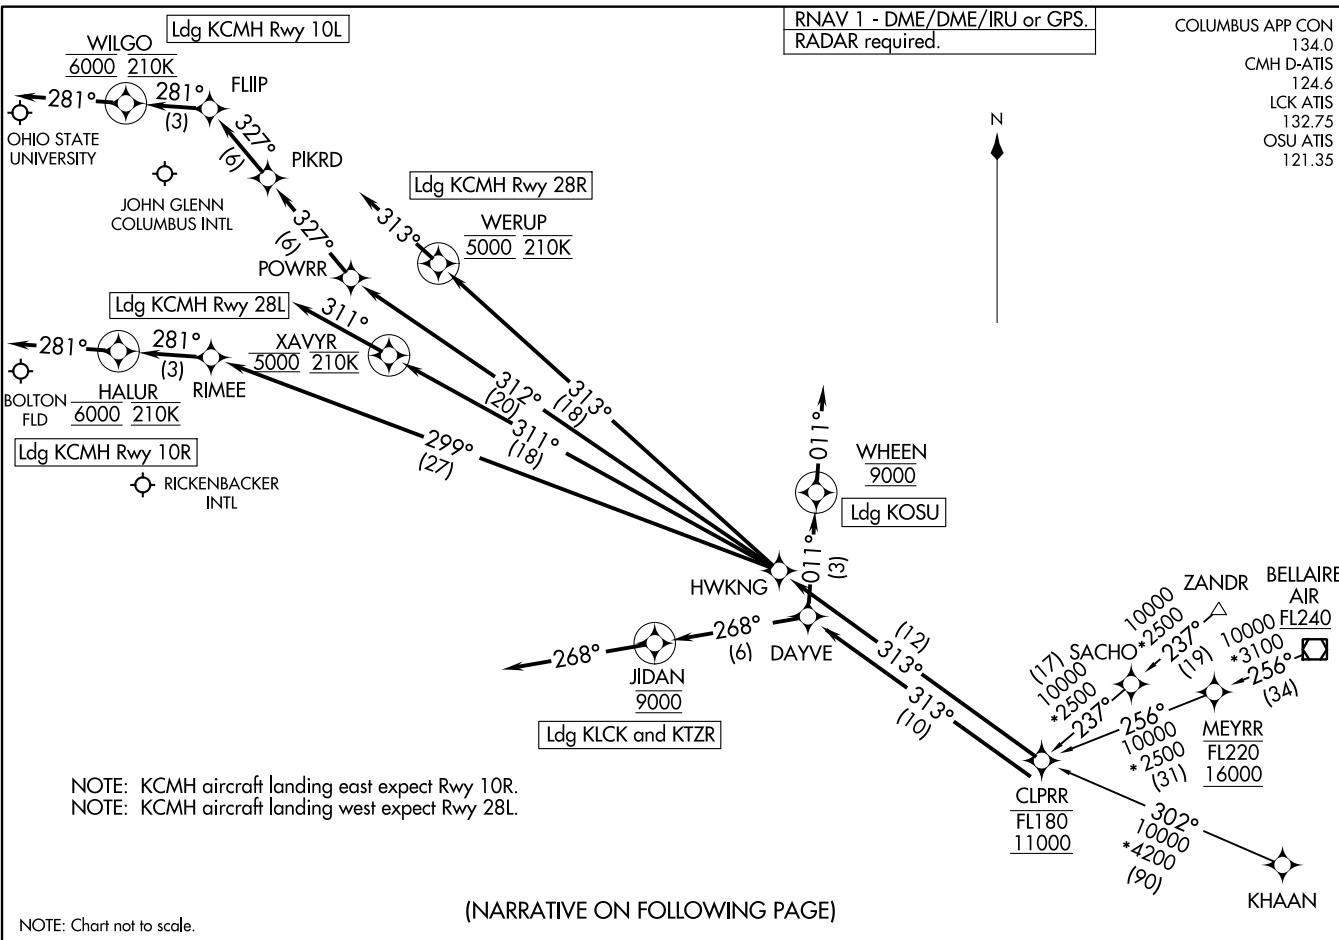 RNAV 1 - DME/DME/IRU or GPS.
RADAR required.
COLUMBUS APP CON
134.0
CMH D-ATIS
124.6
LCK ATIS
132.75
OSU ATIS
121.35
Ldg KCMH Rwy 10L
WILGO
6000 210K
281°
281°
(3)
FLIIP
OHIO STATE
UNIVERSITY
327°
(6)
PIKRD
JOHN GLENN
COLUMBUS INTL
327°
(6)
POWRR
N
Ldg KCMH Rwy 28R
WERUP
5000 210K
313°
Ldg KCMH Rwy 28L
311°
XAVYR
5000 210K
281°
281°
(3)
RIMEE
HALUR
6000 210K
BOLTON
FLD
Ldg KCMH Rwy 10R
RICKENBACKER
INTL
313°
(18)
312°
(20)
311°
(18)
299°
(27)
HWKNG
011°
WHEEN
9000
Ldg KOSU
011°
(3)
DAYVE
268°
(6)
268°
JIDAN
9000
Ldg KLCK and KTZR
(12)
313°
313°
(10)
ZANDR
10000
*2500
237°
(19)
BELLAIRE
AIR
FL240
10000
*3100
256°
(34)
SACHO
(17)
10000
*2500
237°
MEYRR
FL220
16000
256°
10000
*2500
(31)
CLPRR
FL180
11000
302°
10000
*4200
(90)
KHAAN
NOTE: KCMH aircraft landing east expect Rwy 10R.
NOTE: KCMH aircraft landing west expect Rwy 28L.
(NARRATIVE ON FOLLOWING PAGE)
NOTE: Chart not to scale.